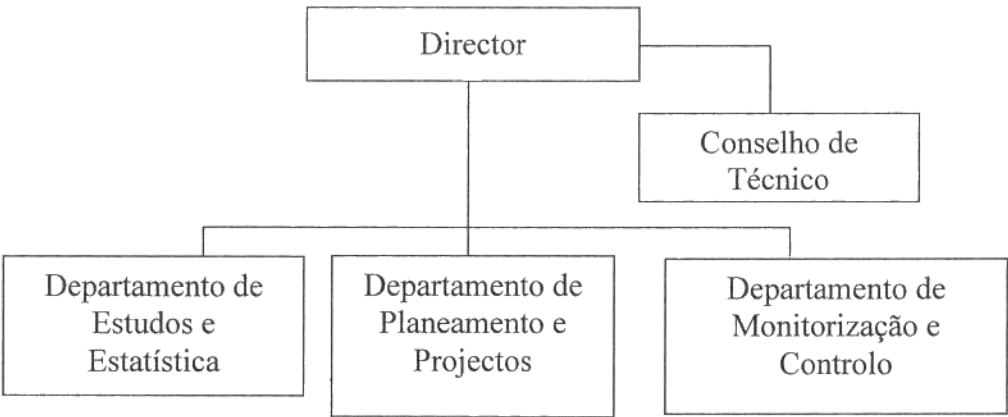 Director
Conselho de
Técnico
Departamento de
Estudos e
Estatística
Departamento de
Planeamento e
Projectos
Departamento de
Monitorização e
Controlo